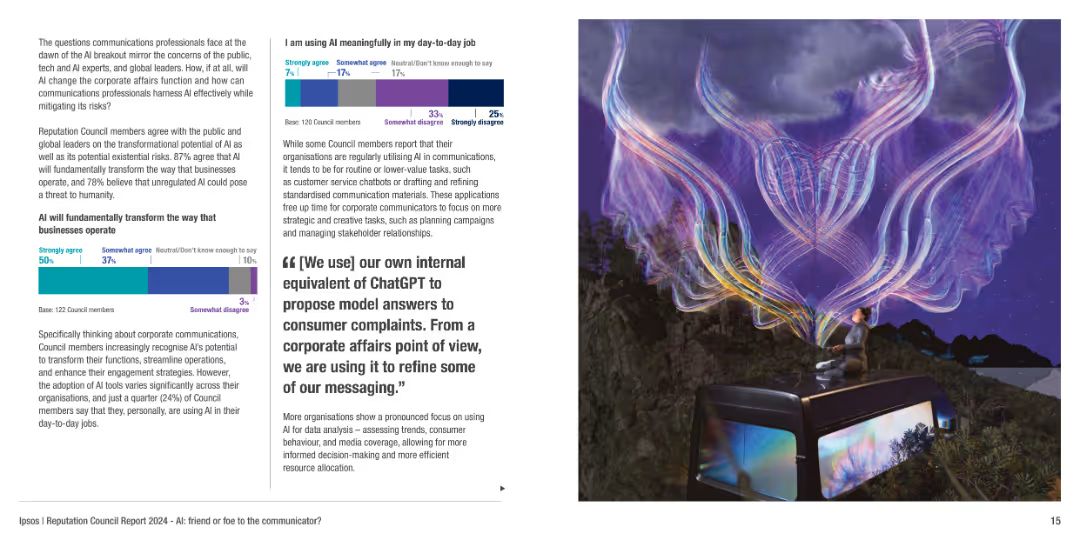 The questions communications professionals face at the
dawn of the AI breakout mirror the concerns of the public,
tech and AI experts, and global leaders. How, if at all, will
AI change the corporate affairs function and how can
communications professionals harness AI effectively while
mitigating its risks?
Reputation Council members agree with the public and
global leaders on the transformational potential of AI as
well as its potential existential risks. 87% agree that AI
will fundamentally transform the way that businesses
operate, and 78% believe that unregulated AI could pose
a threat to humanity.
AI will fundamentally transform the way that
businesses operate
Strongly agree Somewhat agree Neutral/Don't know enough to say
50% 37% 10%
3%
Base: 122 Council members Somewhat disagree
Specifically thinking about corporate communications,
Council members increasingly recognise AI's potential
to transform their functions, streamline operations,
and enhance their engagement strategies. However,
the adoption of AI tools varies significantly across their
organisations, and just a quarter (24%) of Council
members say that they, personally, are using AI in their
day-to-day jobs.
I am using AI meaningfully in my day-to-day job
Strongly agree Somewhat agree Neutral/Don't know enough to say
7% 17% 17%
33% 25%
Base: 120 Council members Somewhat disagree Strongly disagree
While some Council members report that their
organisations are regularly utilising AI in communications,
it tends to be for routine or lower-value tasks, such
as customer service chatbots or drafting and refining
standardised communication materials. These applications
free up time for corporate communicators to focus on more
strategic and creative tasks, such as planning campaigns
and managing stakeholder relationships.
“[We use] our own internal
equivalent of ChatGPT to
propose model answers to
consumer complaints. From a
corporate affairs point of view,
we are using it to refine some
of our messaging.”
More organisations show a pronounced focus on using
AI for data analysis – assessing trends, consumer
behaviour, and media coverage, allowing for more
informed decision-making and more efficient
resource allocation.
Ipsos | Reputation Council Report 2024 - AI: friend or foe to the communicator?
15